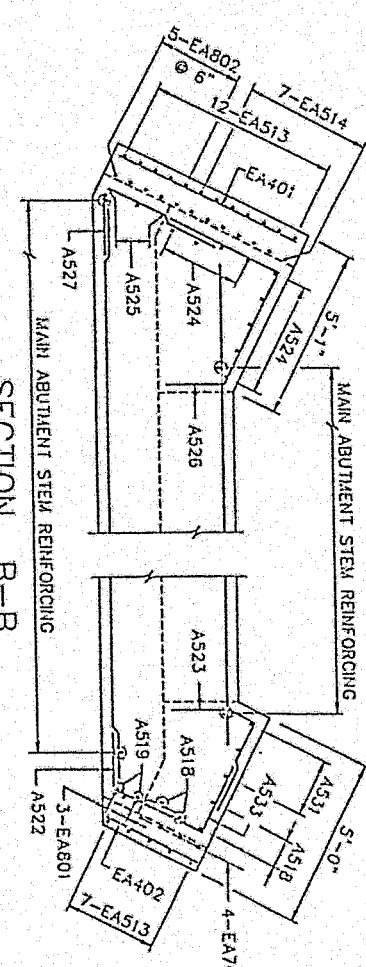 5-EA802
@ 6"
12-EA513
7-EA514
EA401
5'-1"
A524
A524
A525
A527
A526
MAIN ABUTMENT STEM REINFORCING
MAIN ABUTMENT STEM REINFORCING
SECTION B-B
A523
A518
A519
A522
3-EA801
EA402
7-EA513
A531
A533
A518
5'-0"